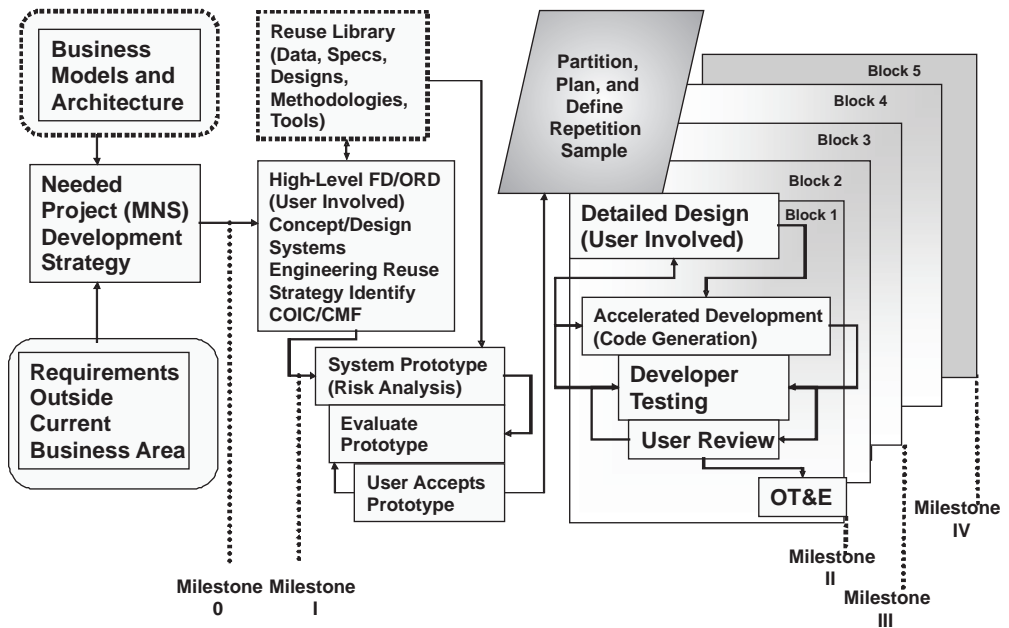 Business
Models and
Architecture
Needed
Project (MNS)
Development
Strategy
Requirements
Outside
Current
Business Area
Reuse Library
(Data, Specs,
Designs,
Methodologies,
Tools)
High-Level FD/ORD
(User Involved)
Concept/Design
Systems
Engineering Reuse
Strategy Identify
COIC/CMF
System Prototype
(Risk Analysis)
Evaluate
Prototype
User Accepts
Prototype
Partition,
Plan, and
Define
Repetition
Sample
Block 5
Block 4
Block 3
Block 2
Block 1
Detailed Design
(User Involved)
Accelerated Development
(Code Generation)
Developer
Testing
User Review
OT&E
Milestone
0
Milestone
I
Milestone
II
Milestone
III
Milestone
IV